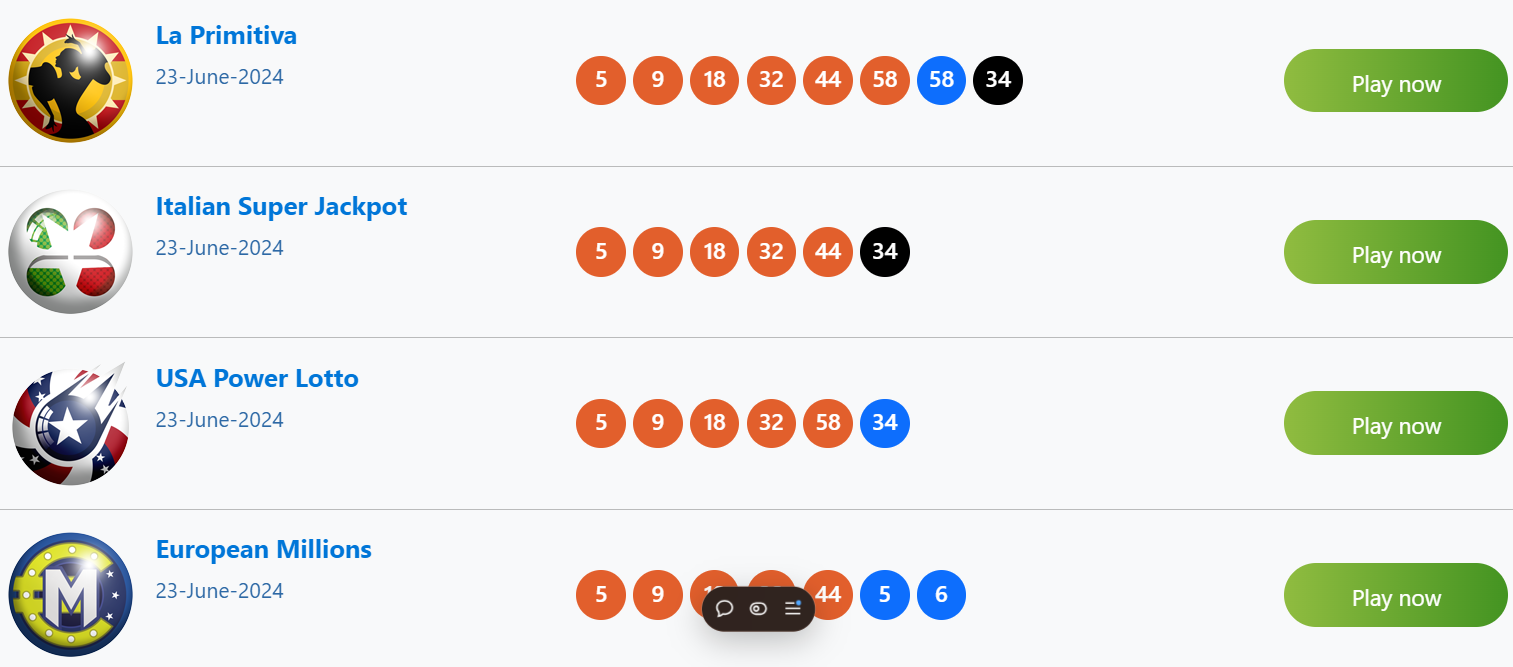 La Primitiva
23-June-2024
5 9 18 32 44 58 58 34
Play now
Italian Super Jackpot
23-June-2024
5 9 18 32 44 34
Play now
USA Power Lotto
23-June-2024
5 9 18 32 58 34
Play now
European Millions
23-June-2024
5 9 44 5 6
Play now
M